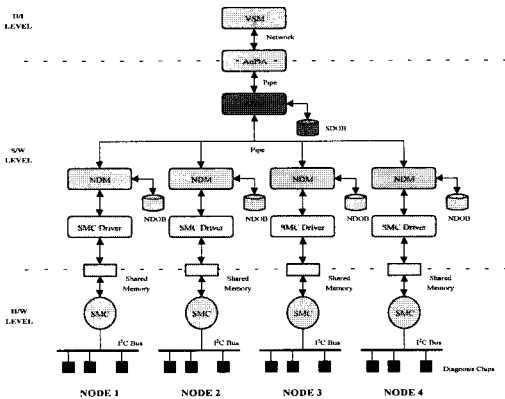 U/I
LEVEL
VSM
Network
Pipe
SDOB
S/W
LEVEL
Pipe
NDM
NDM
NDM
NDM
NDOB
NDOB
NDOB
NDOB
SMC Driver
SMC Driver
SMC Driver
SMC Driver
Shared
Memory
Shared
Memory
Shared
Memory
Shared
Memory
H/W
LEVEL
SMC
SMC
SMC
SMC
I²C Bus
I²C Bus
I²C Bus
I²C Bus
Diagnosis Chips
NODE 1
NODE 2
NODE 3
NODE 4